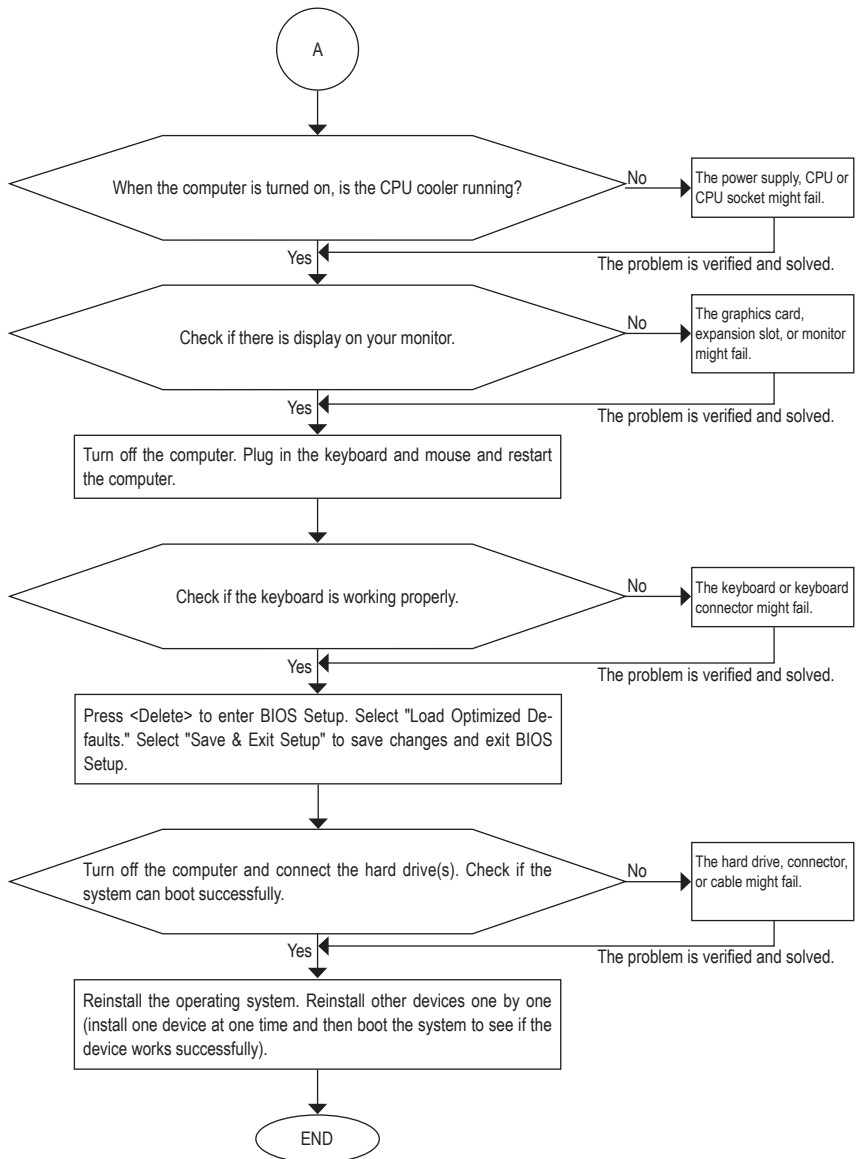 A
When the computer is turned on, is the CPU cooler running?
No
The power supply, CPU or
CPU socket might fail.
Yes
The problem is verified and solved.
Check if there is display on your monitor.
No
The graphics card,
expansion slot, or monitor
might fail.
Yes
The problem is verified and solved.
Turn off the computer. Plug in the keyboard and mouse and restart
the computer.
Check if the keyboard is working properly.
No
The keyboard or keyboard
connector might fail.
Yes
The problem is verified and solved.
Press <Delete> to enter BIOS Setup. Select "Load Optimized De-
faults." Select "Save & Exit Setup" to save changes and exit BIOS
Setup.
Turn off the computer and connect the hard drive(s). Check if the
system can boot successfully.
No
The hard drive, connector,
or cable might fail.
Yes
The problem is verified and solved.
Reinstall the operating system. Reinstall other devices one by one
(install one device at one time and then boot the system to see if the
device works successfully).
END